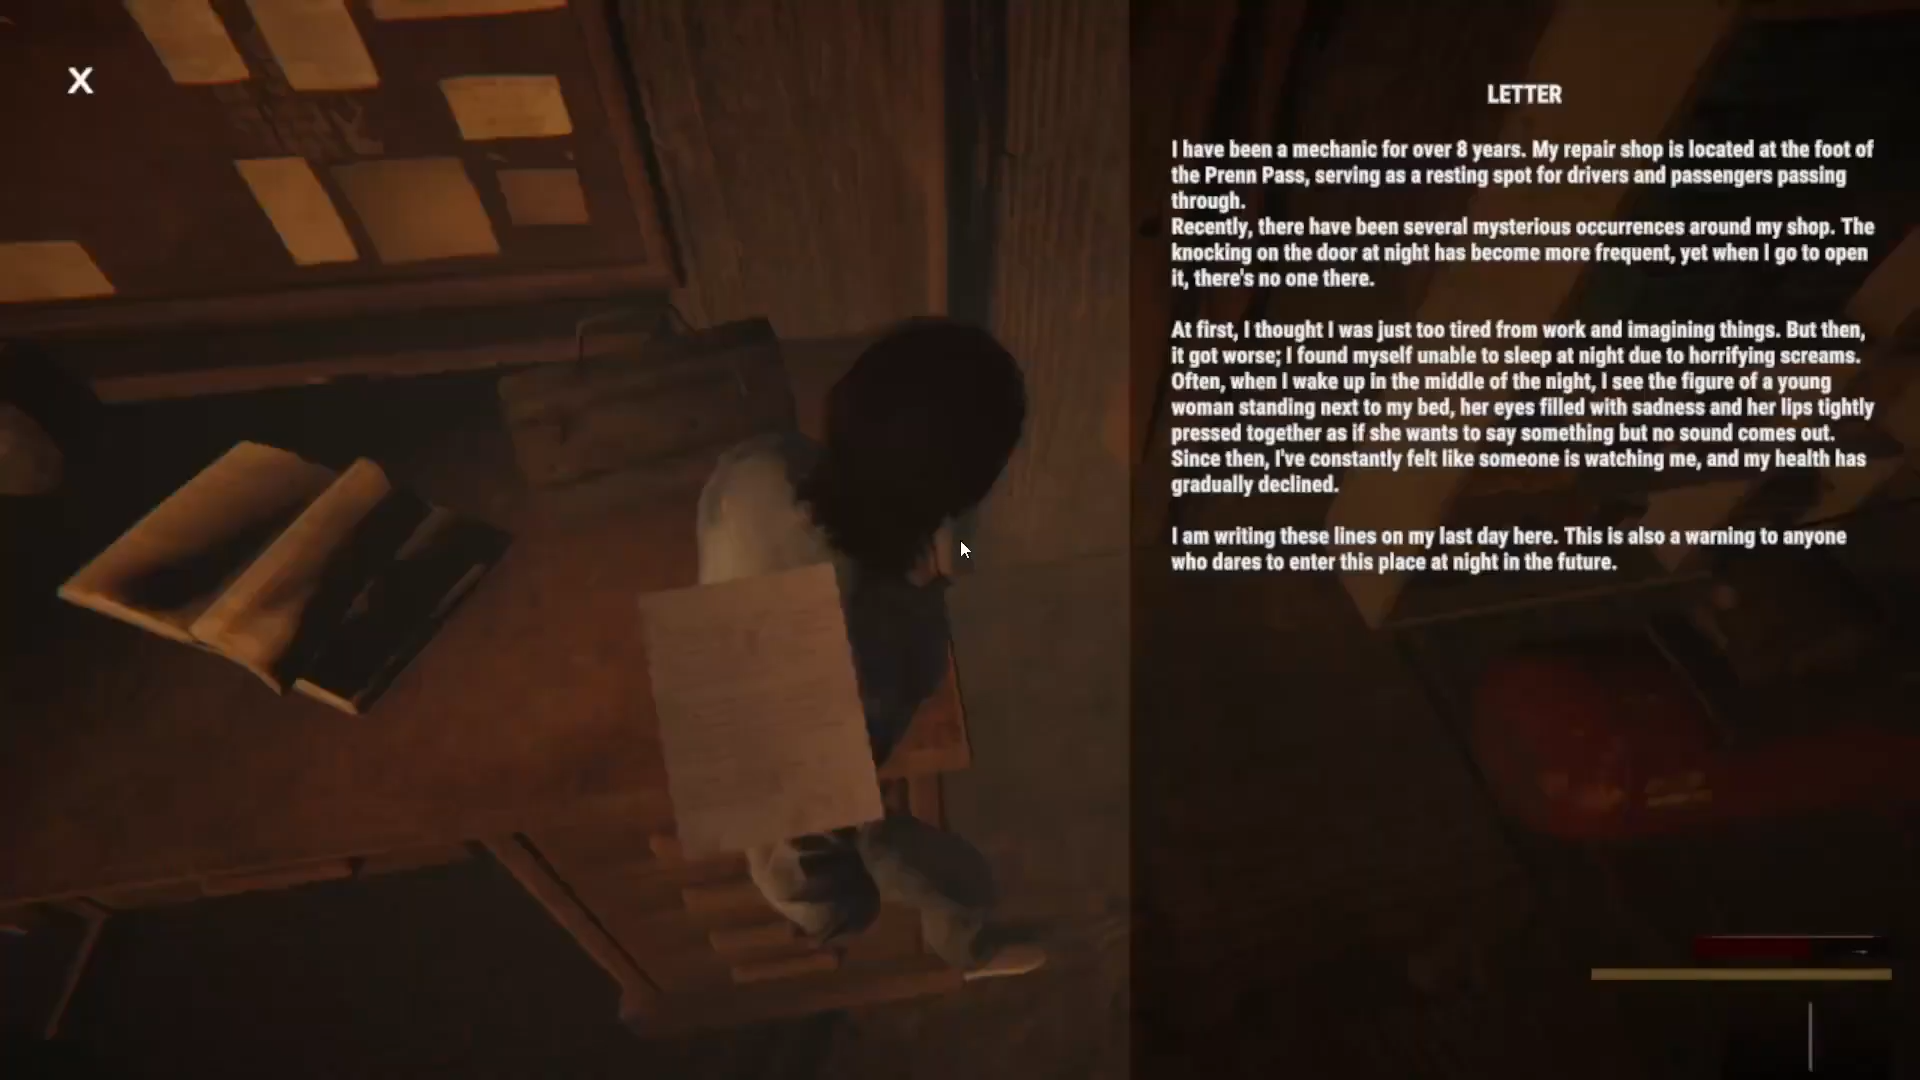 X
LETTER
I have been a mechanic for over 8 years. My repair shop is located at the foot of
the Prenn Pass, serving as a resting spot for drivers and passengers passing
through.
Recently, there have been several mysterious occurrences around my shop. The
knocking on the door at night has become more frequent, yet when I go to open
it, there's no one there.
At first, I thought I was just too tired from work and imagining things. But then,
it got worse; I found myself unable to sleep at night due to horrifying screams.
Often, when I wake up in the middle of the night, I see the figure of a young
woman standing next to my bed, her eyes filled with sadness and her lips tightly
pressed together as if she wants to say something but no sound comes out.
Since then, I've constantly felt like someone is watching me, and my health has
gradually declined.
I am writing these lines on my last day here. This is also a warning to anyone
who dares to enter this place at night in the future.